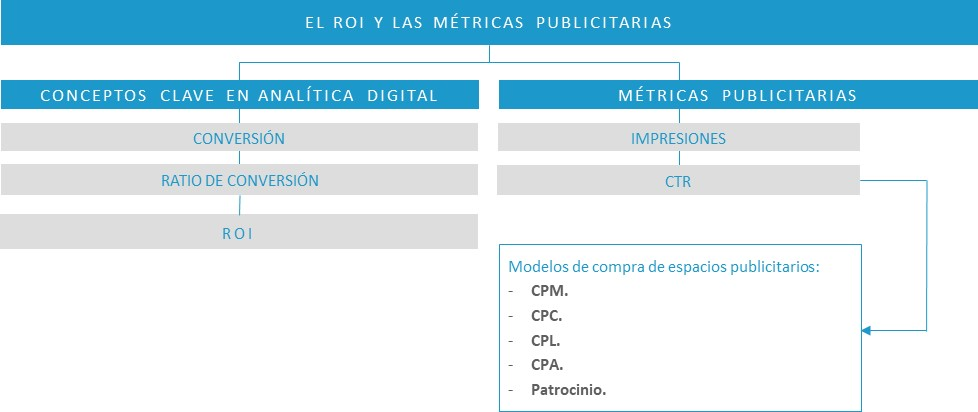 EL ROI Y LAS MÉTRICAS PUBLICITARIAS
CONCEPTOS CLAVE EN ANALÍTICA DIGITAL
CONVERSIÓN
RATIO DE CONVERSIÓN
ROI
MÉTRICAS PUBLICITARIAS
IMPRESIONES
CTR
Modelos de compra de espacios publicitarios:
- CPM.
- CPC.
- CPL.
- CPA.
- Patrocinio.